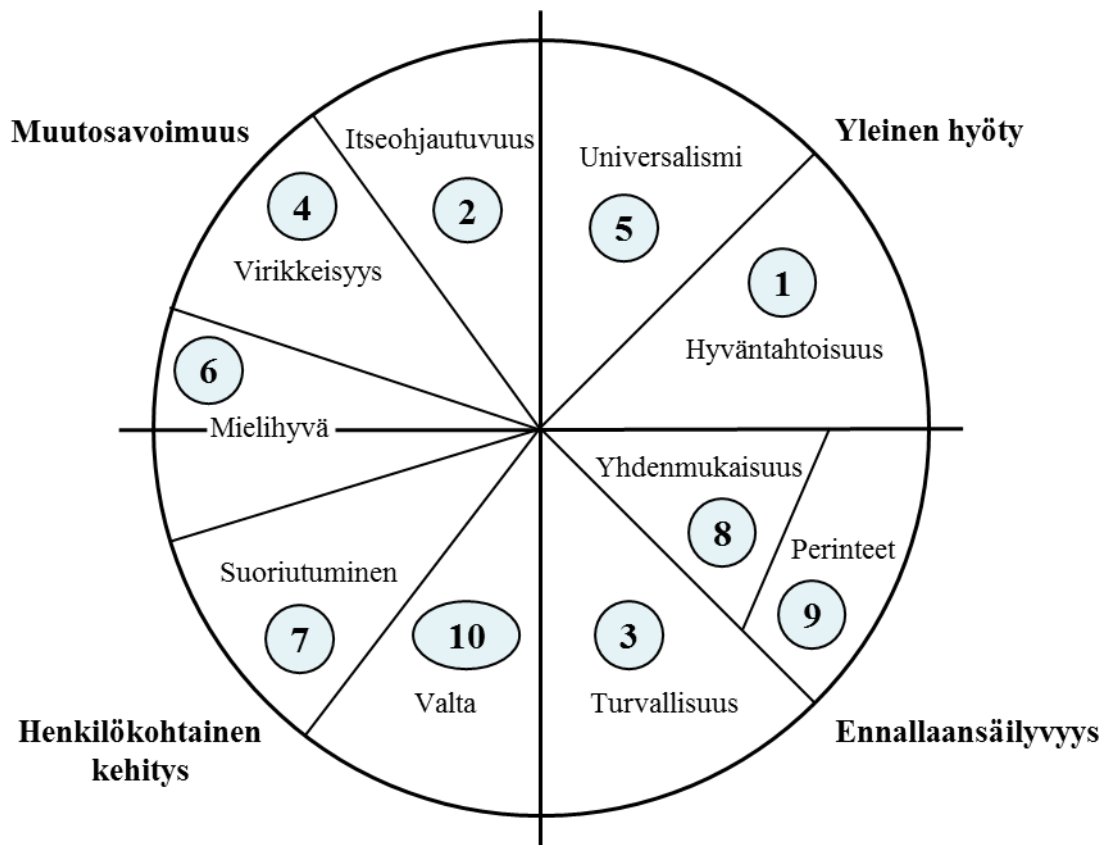 Muutosavoimuus
Itseohjautuvuus
2
4
Virikkeisyys
6
Mielihyvä
Yleinen hyöty
Universalismi
5
1
Hyväntahtoisuus
Suoriutuminen
7
10
Valta
Henkilökohtainen
kehitys
Yhdenmukaisuus
8
Perinteet
9
3
Turvallisuus
Ennallaansäilyvyys